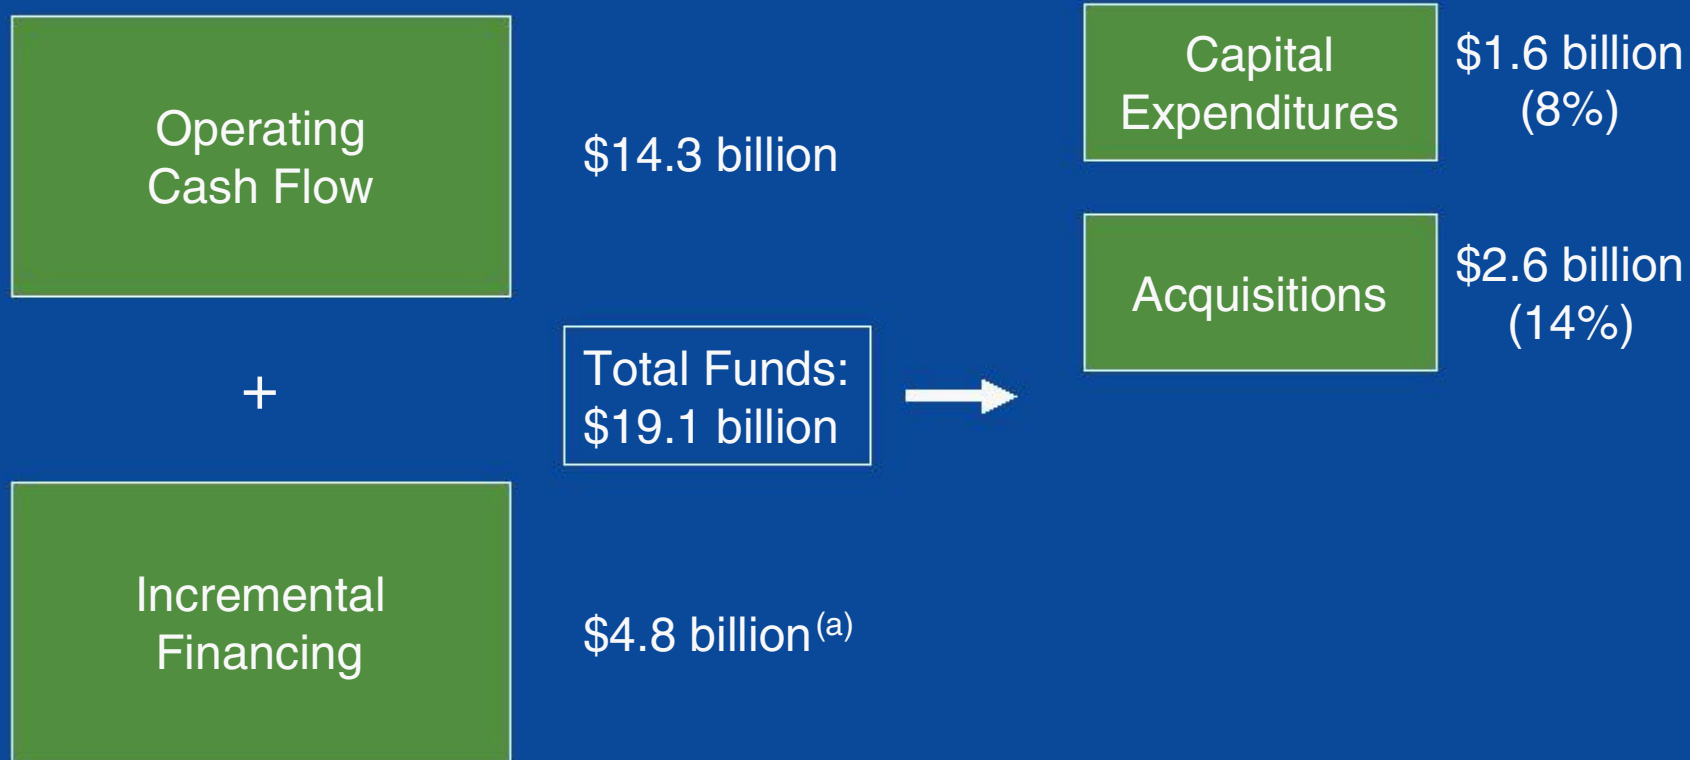 Operating
Cash Flow
$14.3 billion
+
Total Funds:
$19.1 billion
Incremental
Financing
$4.8 billion(a)
Capital
Expenditures
$1.6 billion
(8%)
Acquisitions
$2.6 billion
(14%)